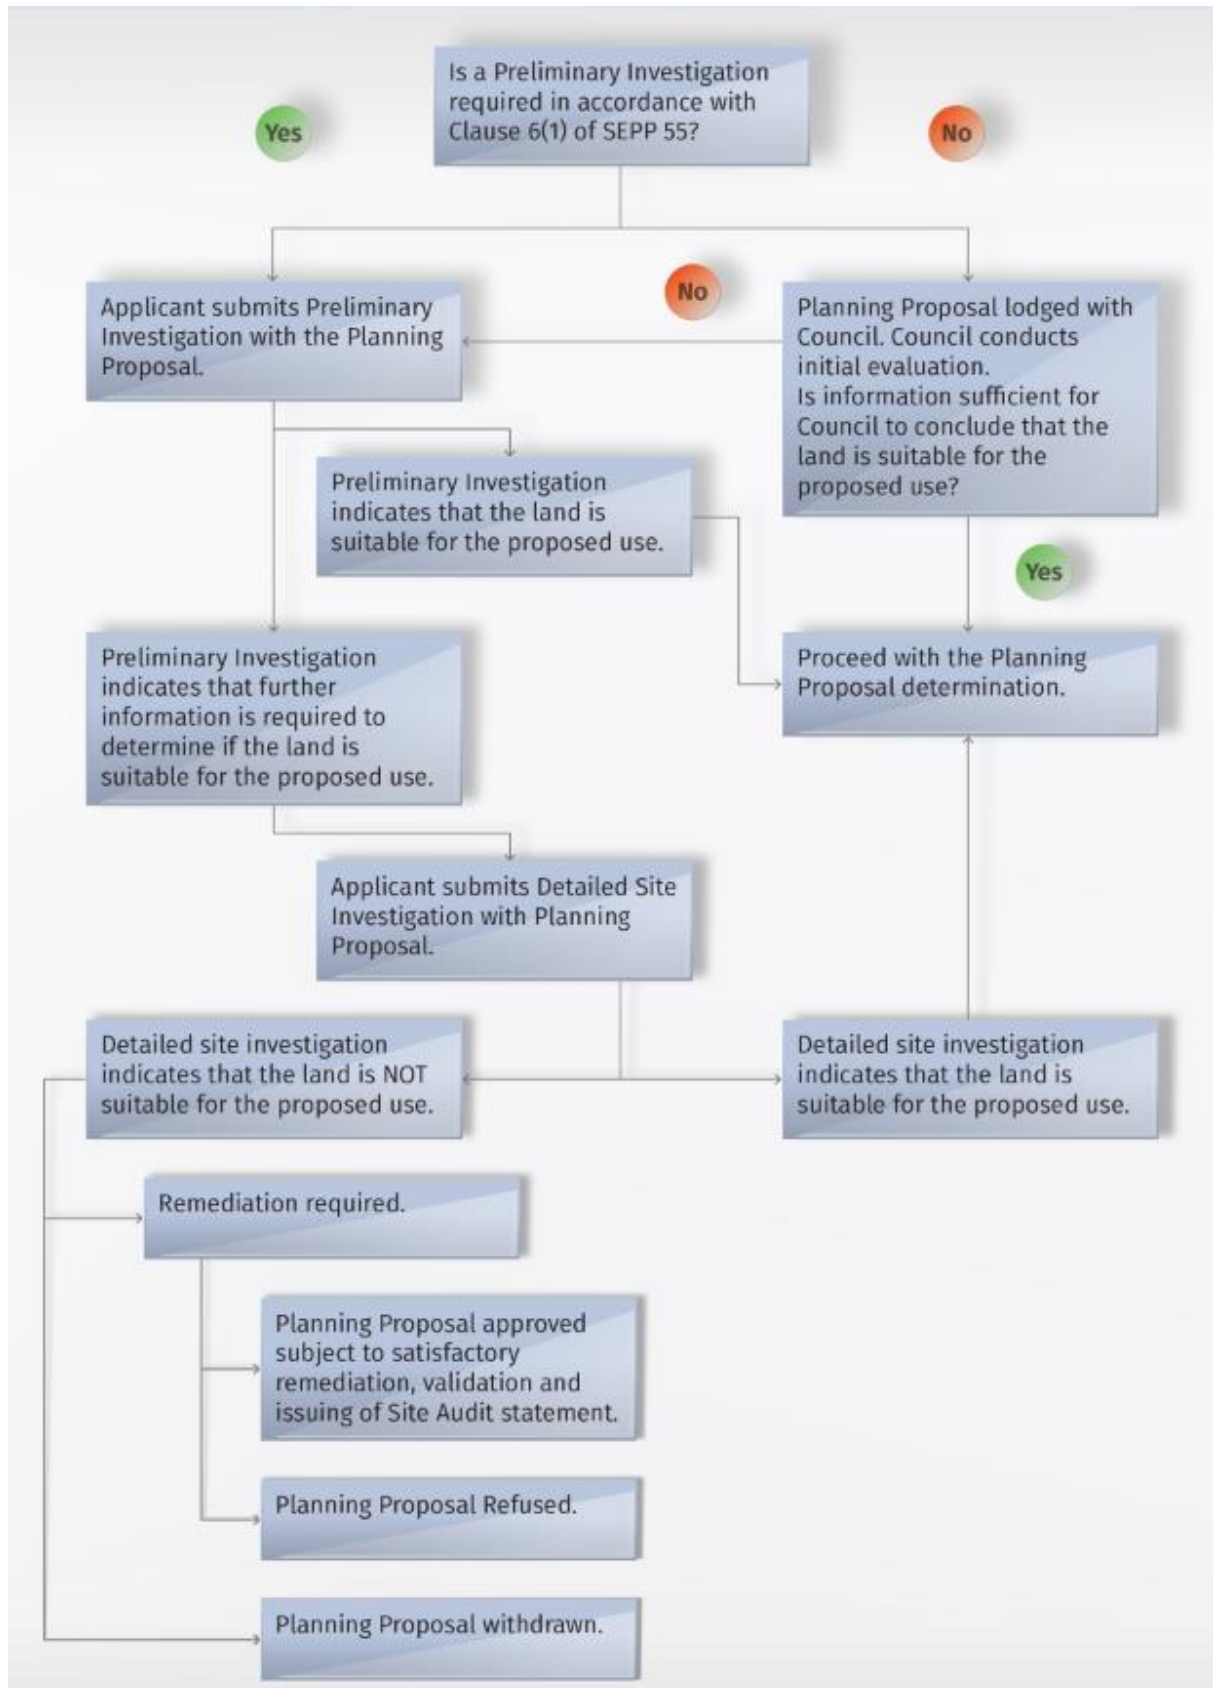 Is a Preliminary Investigation
required in accordance with
Clause 6(1) of SEPP 55?
Yes
No
Applicant submits Preliminary
Investigation with the Planning
Proposal.
No
Planning Proposal lodged with
Council. Council conducts
initial evaluation.
Is information sufficient for
Council to conclude that the
land is suitable for the
proposed use?
Preliminary Investigation
indicates that the land is
suitable for the proposed use.
Yes
Preliminary Investigation
indicates that further
information is required to
determine if the land is
suitable for the proposed use.
Proceed with the Planning
Proposal determination.
Applicant submits Detailed Site
Investigation with Planning
Proposal.
Detailed site investigation
indicates that the land is NOT
suitable for the proposed use.
Detailed site investigation
indicates that the land is
suitable for the proposed use.
Remediation required.
Planning Proposal approved
subject to satisfactory
remediation, validation and
issuing of Site Audit statement.
Planning Proposal Refused.
Planning Proposal withdrawn.